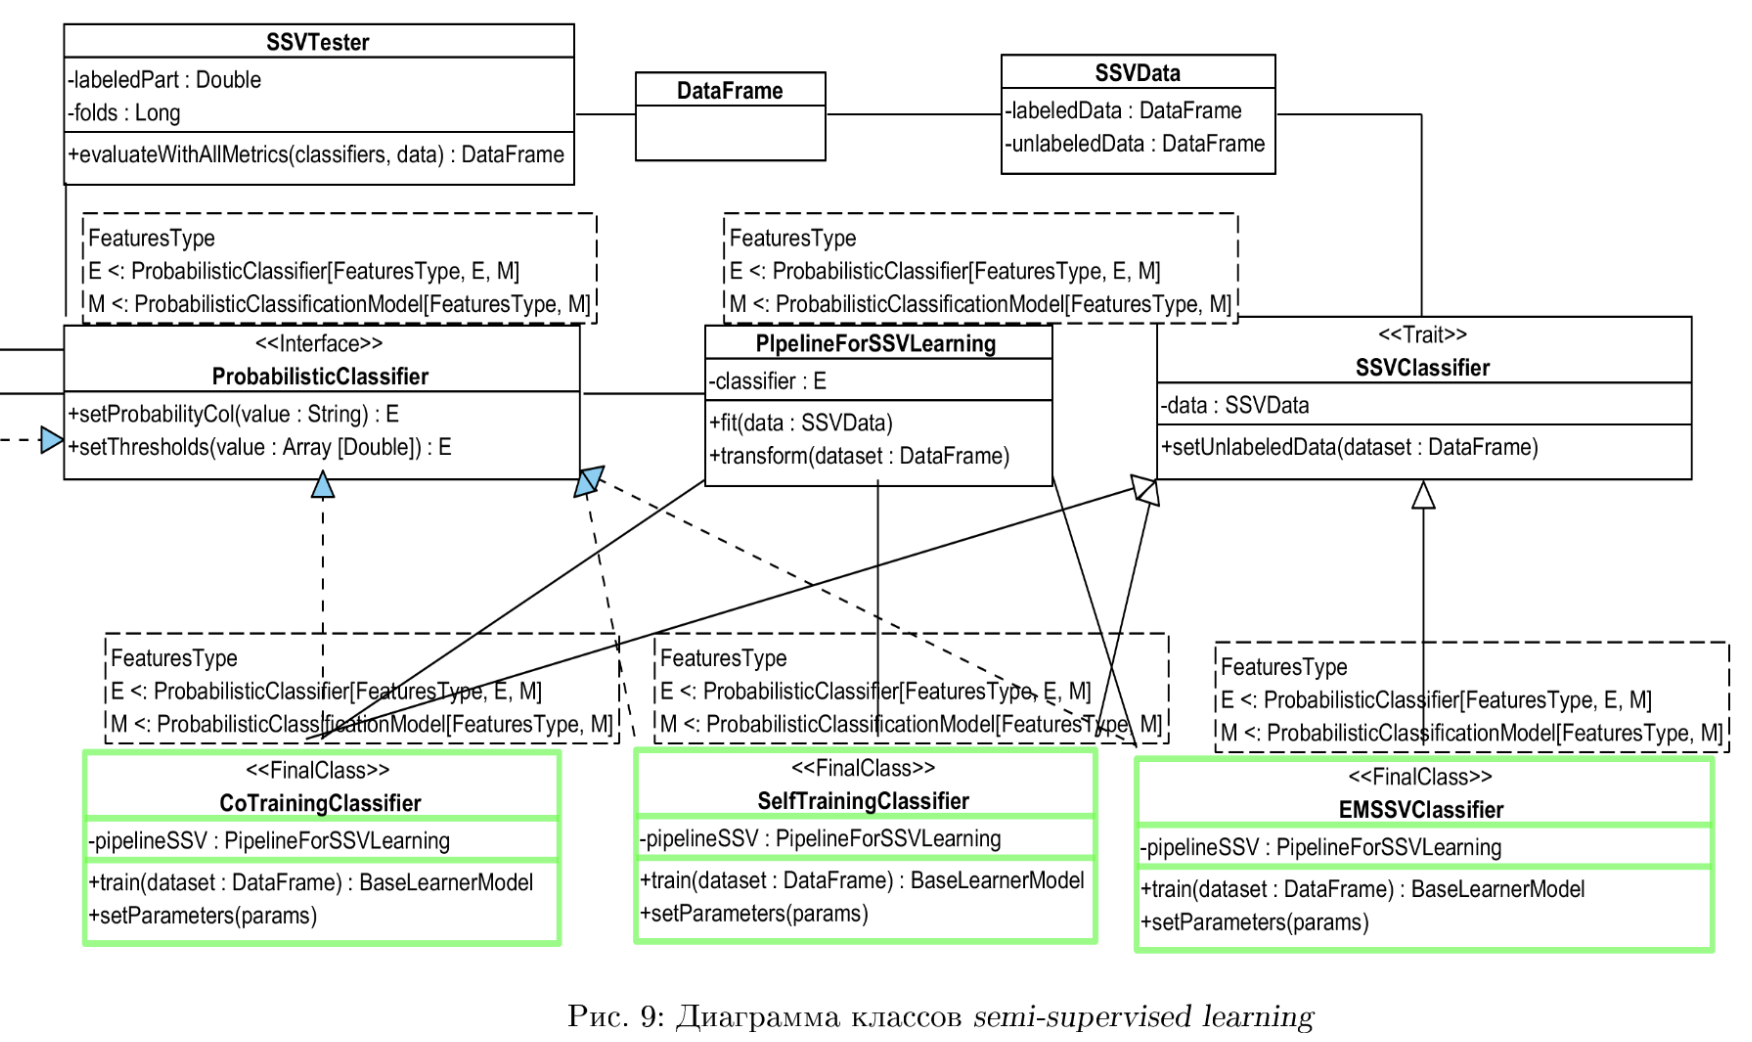 SSVTester
-labeledPart : Double
-folds : Long
+evaluateWithAllMetrics(classifiers, data) : DataFrame
DataFrame
SSVData
-labeledData : DataFrame
-unlabeledData : DataFrame
FeaturesType
E <: ProbabilisticClassifier[FeaturesType, E, M]
M <: ProbabilisticClassificationModel[FeaturesType, M]
<<Interface>>
ProbabilisticClassifier
+setProbabilityCol(value : String) : E
+setThresholds(value : Array [Double]) : E
FeaturesType
E <: ProbabilisticClassifier[FeaturesType, E, M]
M <: ProbabilisticClassificationModel[FeaturesType, M]
PIpelineForSSVLearning
-classifier : E
+fit(data : SSVData)
+transform(dataset : DataFrame)
<<Trait>>
SSVClassifier
-data : SSVData
+setUnlabeledData(dataset : DataFrame)
FeaturesType
E <: ProbabilisticClassifier[FeaturesType, E, M]
M <: ProbabilisticClassificationModel[FeaturesType, M]
<<FinalClass>>
CoTrainingClassifier
-pipelineSSV : PipelineForSSVLearning
+train(dataset : DataFrame) : BaseLearnerModel
+setParameters(params)
FeaturesType
E <: ProbabilisticClassifier[FeaturesType, E, M]
M <: ProbabilisticClassificationModel[FeaturesType, M]
<<FinalClass>>
SelfTrainingClassifier
-pipelineSSV : PipelineForSSVLearning
+train(dataset : DataFrame) : BaseLearnerModel
+setParameters(params)
FeaturesType
E <: ProbabilisticClassifier[FeaturesType, E, M]
M <: ProbabilisticClassificationModel[FeaturesType, M]
<<FinalClass>>
EMSSVClassifier
-pipelineSSV : PipelineForSSVLearning
+train(dataset : DataFrame) : BaseLearnerModel
+setParameters(params)
Рис. 9: Диаграмма классов semi-supervised learning